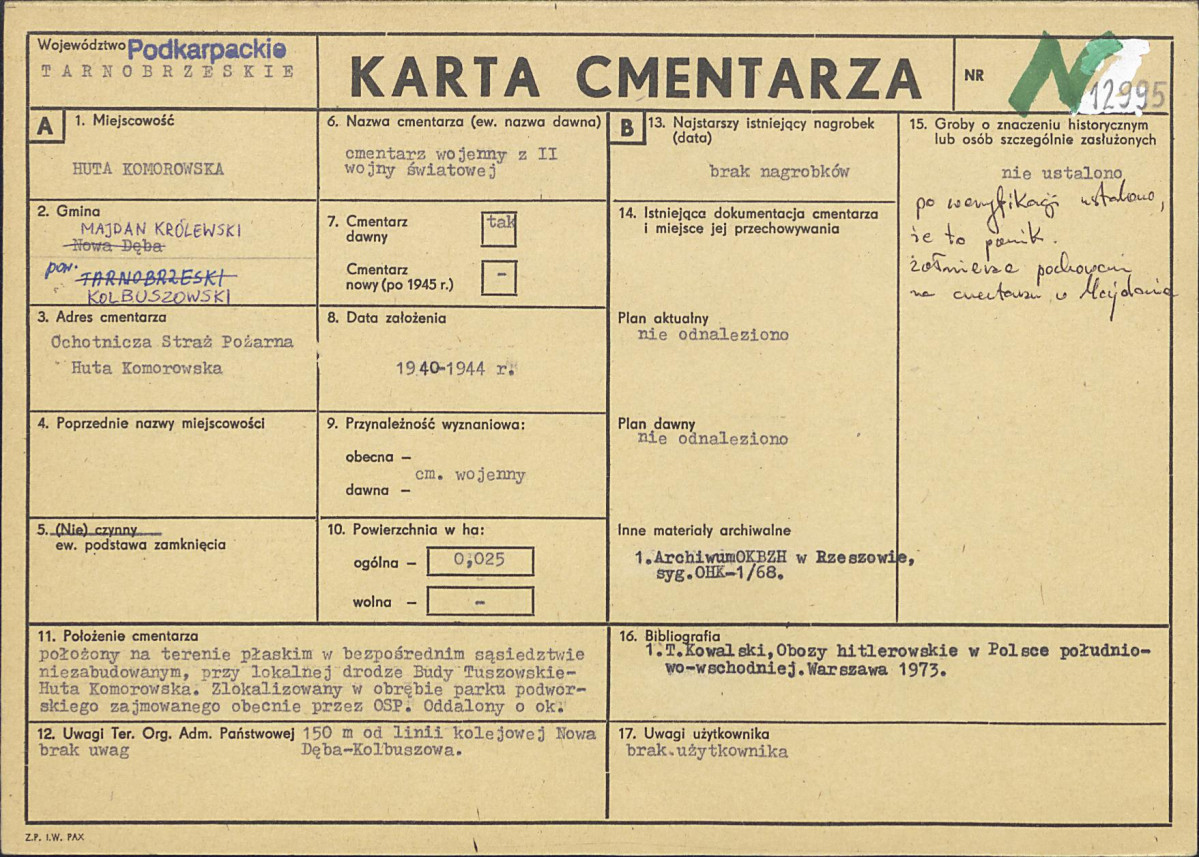 Województwo Podkarpackie
TARNOBRZESKIE
KARTA CMENTARZA
NR 12995
A
1. Miejscowość
HUTA KOMOROWSKA
2. Gmina
MAJDAN KRÓLEWSKI
Nowa Dęba
pow. TARNOBRZESKI
KOLBUSZOWSKI
3. Adres cmentarza
Ochotnicza Straż Pożarna
Huta Komorowska
4. Poprzednie nazwy miejscowości
5. (Nie) czynny
ew. podstawa zamknięcia
6. Nazwa cmentarza (ew. nazwa dawna)
cmentarz wojenny z II
wojny światowej
7. Cmentarz
dawny
tak
Cmentarz
nowy (po 1945 r.)
-
8. Data założenia
1940-1944 r.
9. Przynależność wyznaniowa:
obecna –
cm. wojenny
dawna –
10. Powierzchnia w ha:
ogólna – 0,025
wolna – -
11. Położenie cmentarza
położony na terenie płaskim w bezpośrednim sąsiedztwie
niezabudowanym, przy lokalnej drodze Budy Tuszowskie-
Huta Komorowska. Zlokalizowany w obrębie parku podwor-
skiego zajmowanego obecnie przez OSP. Oddalony o ok.
12. Uwagi Ter. Org. Adm. Państwowej 150 m od linii kolejowej Nowa
brak uwag Dęba-Kolbuszowa.
B
13. Najstarszy istniejący nagrobek
(data)
brak nagrobków
14. Istniejąca dokumentacja cmentarza
i miejsce jej przechowywania
Plan aktualny
nie odnaleziono
Plan dawny
nie odnaleziono
Inne materiały archiwalne
1.ArchiwumOKBZH w Rzeszowie,
syg.OHK-1/68.
15. Groby o znaczeniu historycznym
lub osób szczególnie zasłużonych
nie ustalono
po weryfikacji ustalono,
że to pomnik.
żołnierze pochowani
na cmentarzu w Majdanie
16. Bibliografia
1.T.Kowalski,Obozy hitlerowskie w Polsce południo-
wo-wschodniej.Warszawa 1973.
17. Uwagi użytkownika
brak użytkownika
Z.P. I.W. PAX